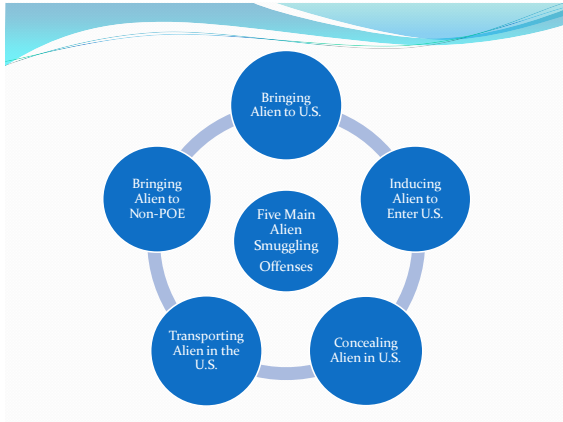 Bringing
Alien to U.S.
Inducing
Alien to
Enter U.S.
Concealing
Alien in U.S.
Transporting
Alien in the
U.S.
Bringing
Alien to
Non-POE
Five Main
Alien
Smuggling
Offenses